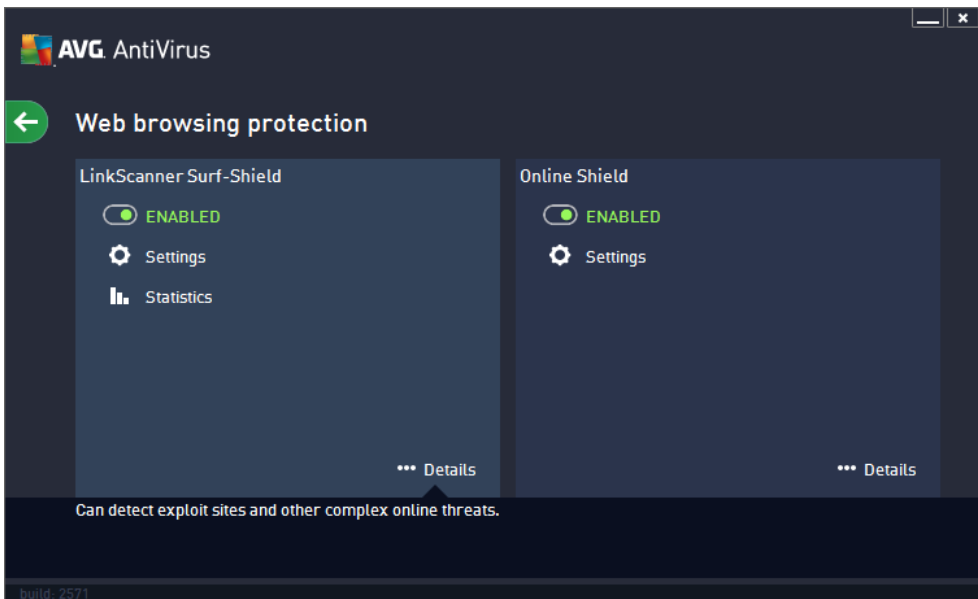 AVG. AntiVirus
Web browsing protection
LinkScanner Surf-Shield
ENABLED
Settings
Statistics
••• Details
Online Shield
ENABLED
Settings
••• Details
Can detect exploit sites and other complex online threats.
build: 2571